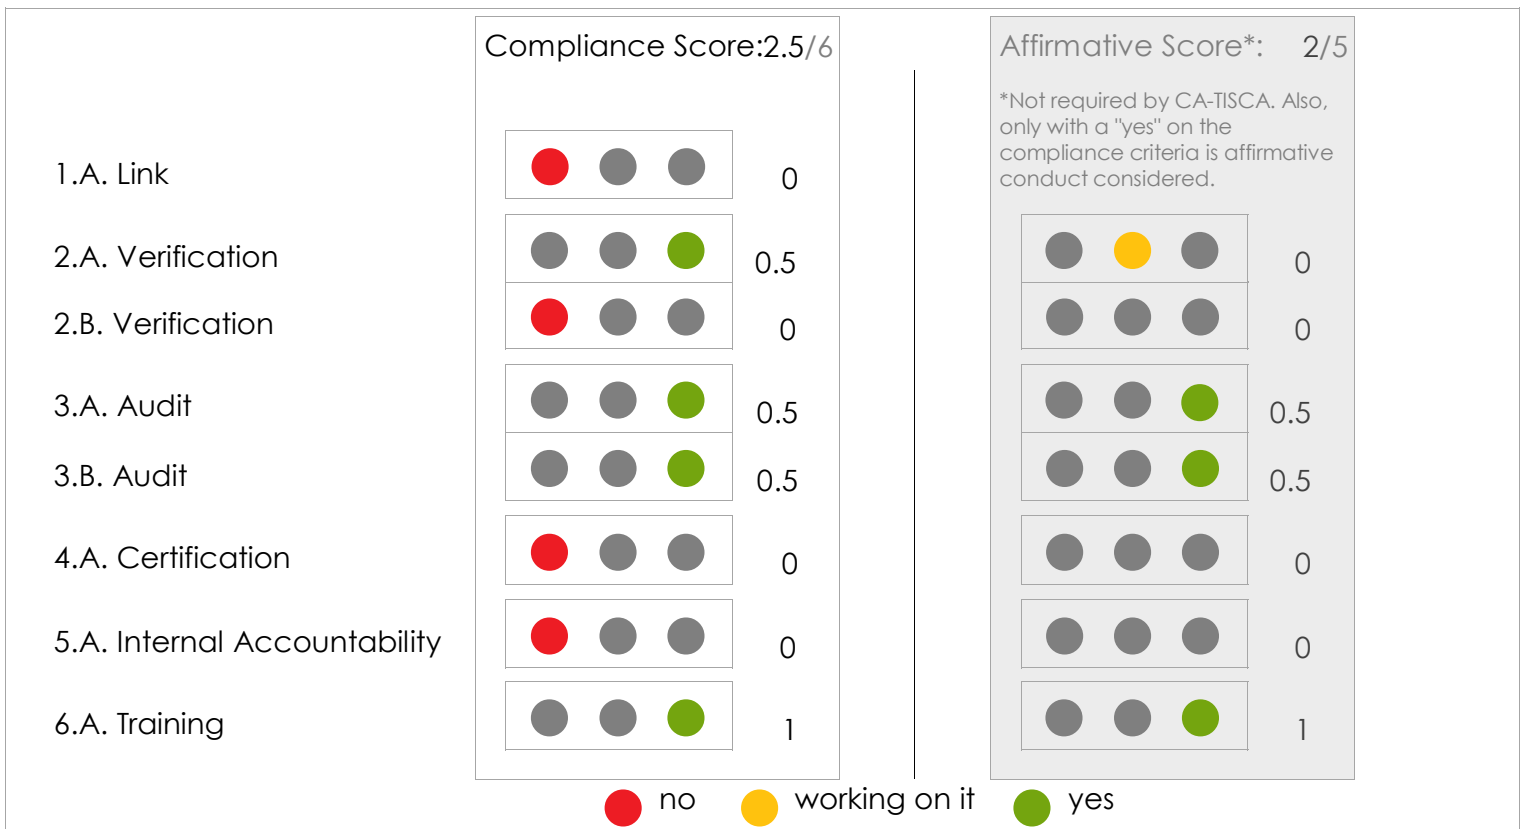 Compliance Score:2.5/6
Affirmative Score*: 2/5
*Not required by CA-TISCA. Also,
only with a "yes" on the
compliance criteria is affirmative
conduct considered.
1.A. Link 0
2.A. Verification 0.5 0
2.B. Verification 0 0
3.A. Audit 0.5 0.5
3.B. Audit 0.5 0.5
4.A. Certification 0 0
5.A. Internal Accountability 0 0
6.A. Training 1 1
no working on it yes